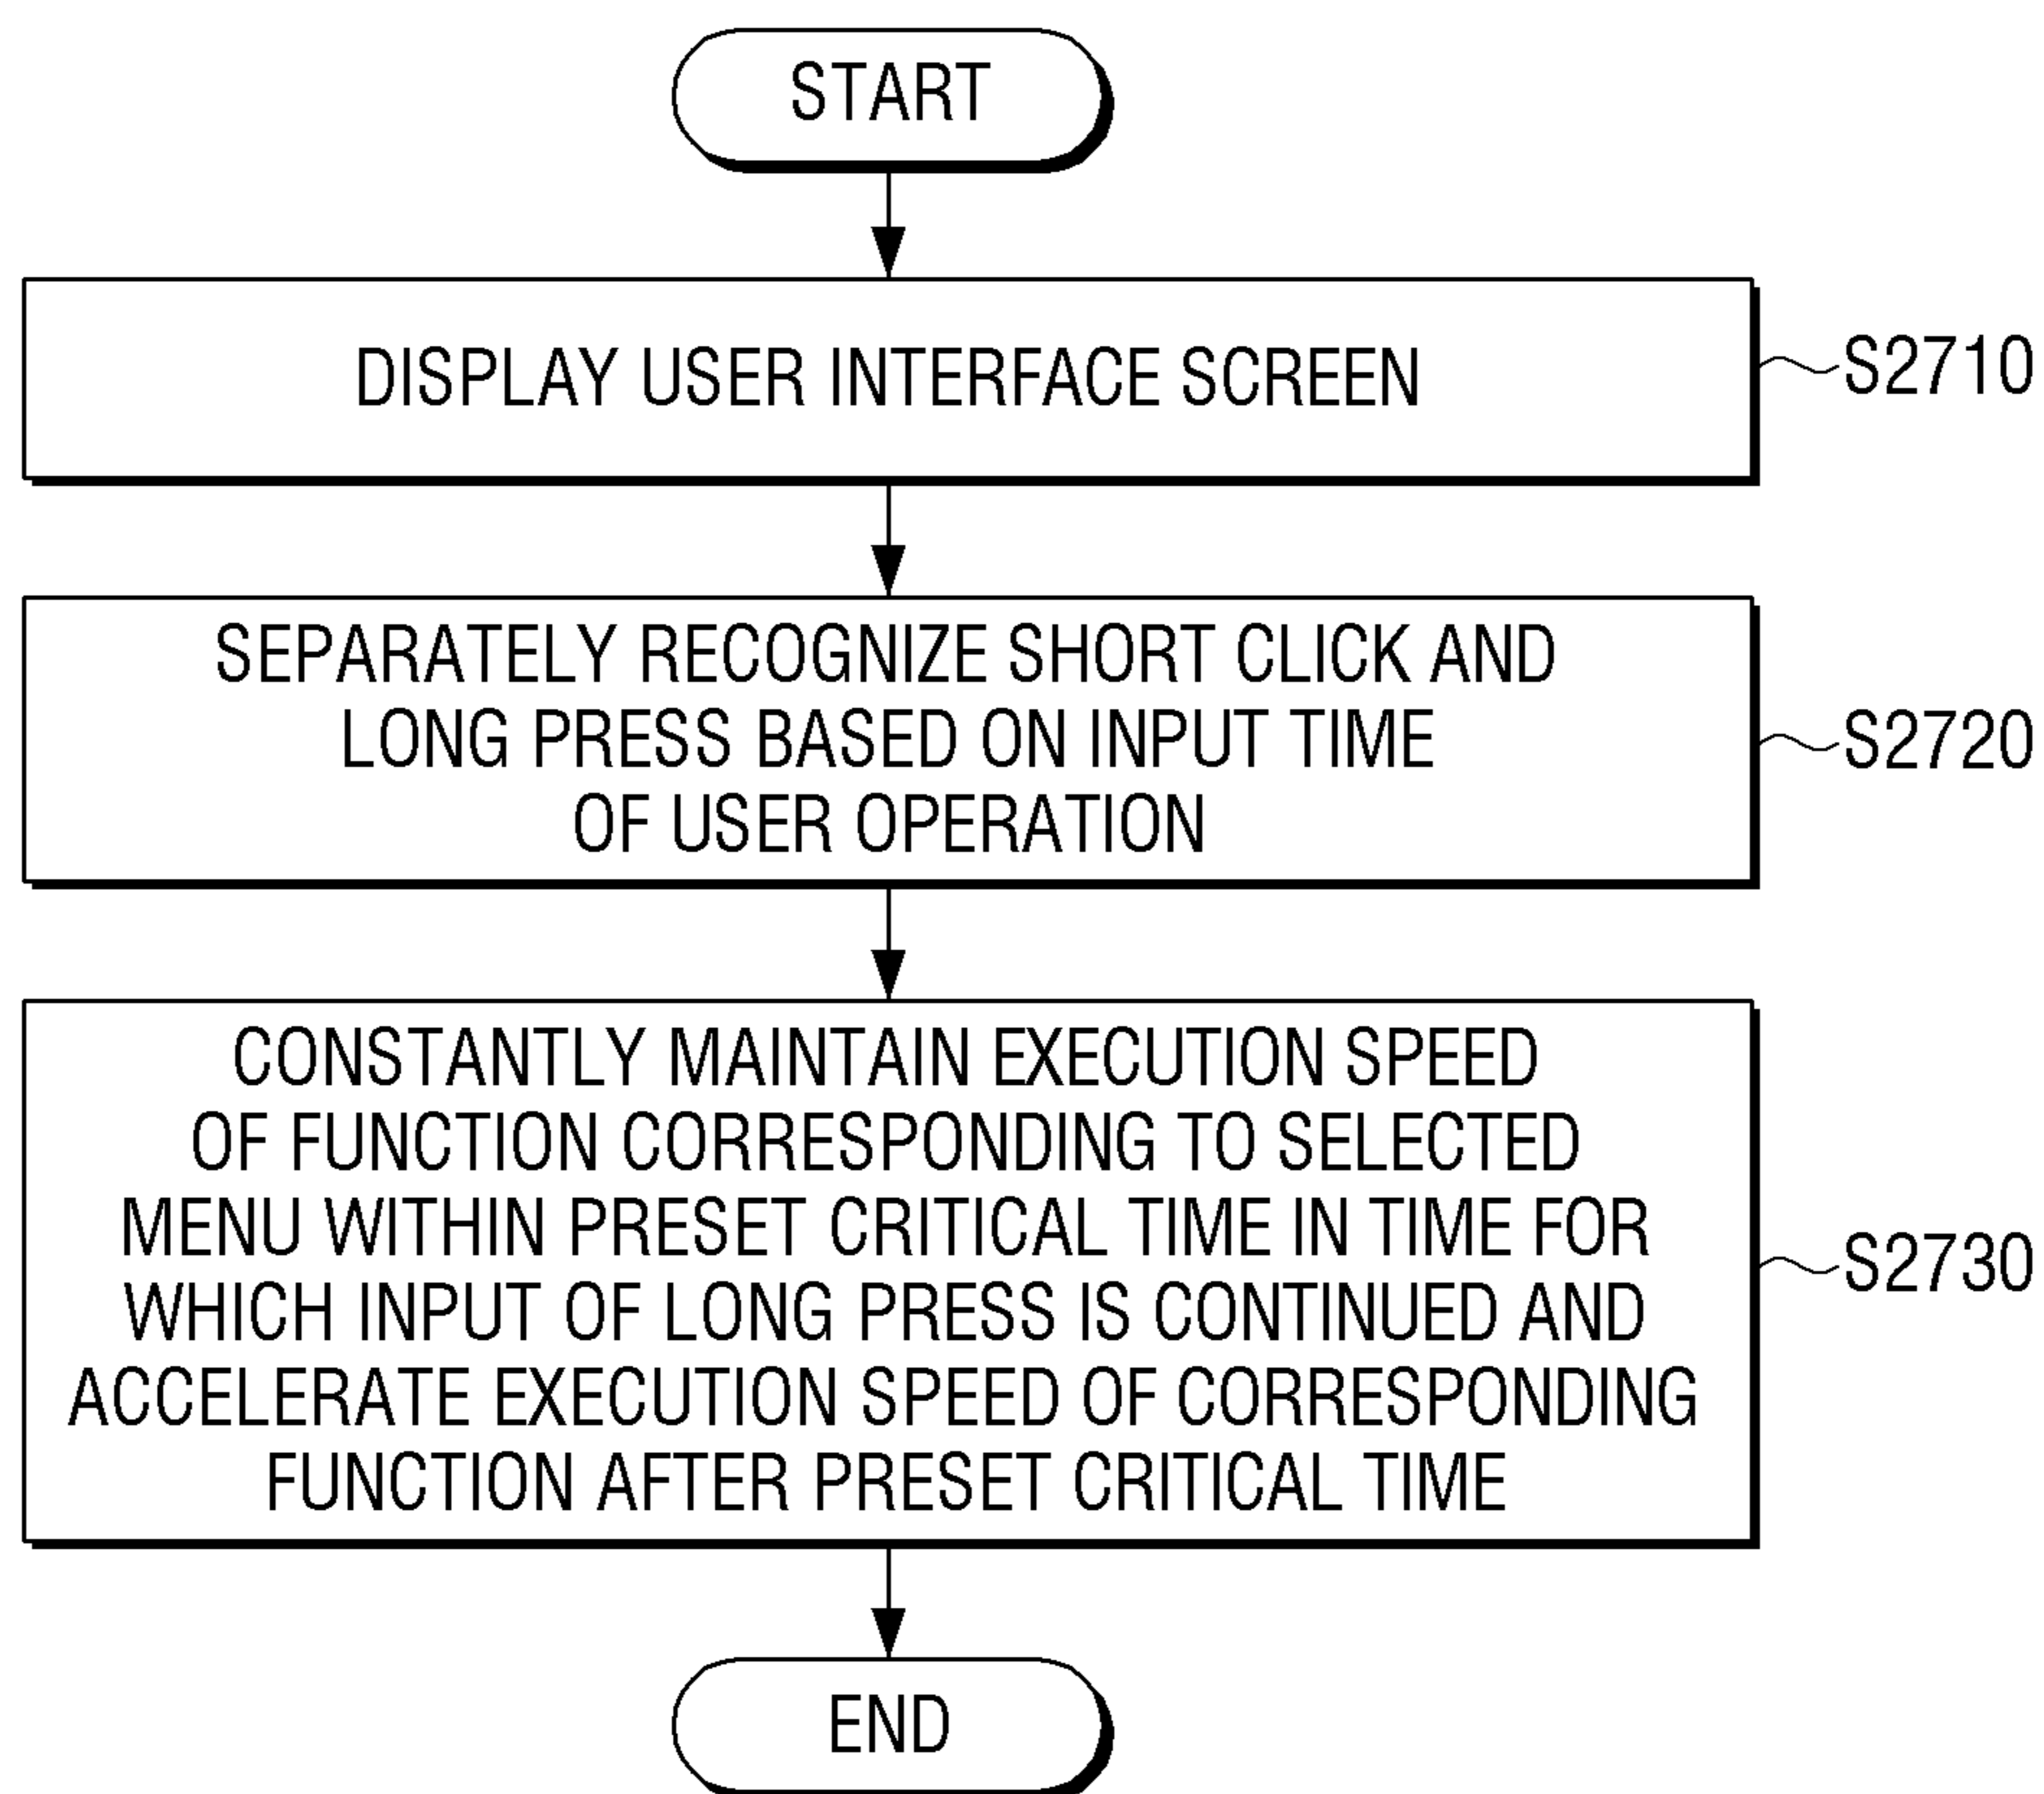 START
DISPLAY USER INTERFACE SCREEN
S2710
SEPARATELY RECOGNIZE SHORT CLICK AND
LONG PRESS BASED ON INPUT TIME
OF USER OPERATION
S2720
CONSTANTLY MAINTAIN EXECUTION SPEED
OF FUNCTION CORRESPONDING TO SELECTED
MENU WITHIN PRESET CRITICAL TIME IN TIME FOR
WHICH INPUT OF LONG PRESS IS CONTINUED AND
ACCELERATE EXECUTION SPEED OF CORRESPONDING
FUNCTION AFTER PRESET CRITICAL TIME
S2730
END